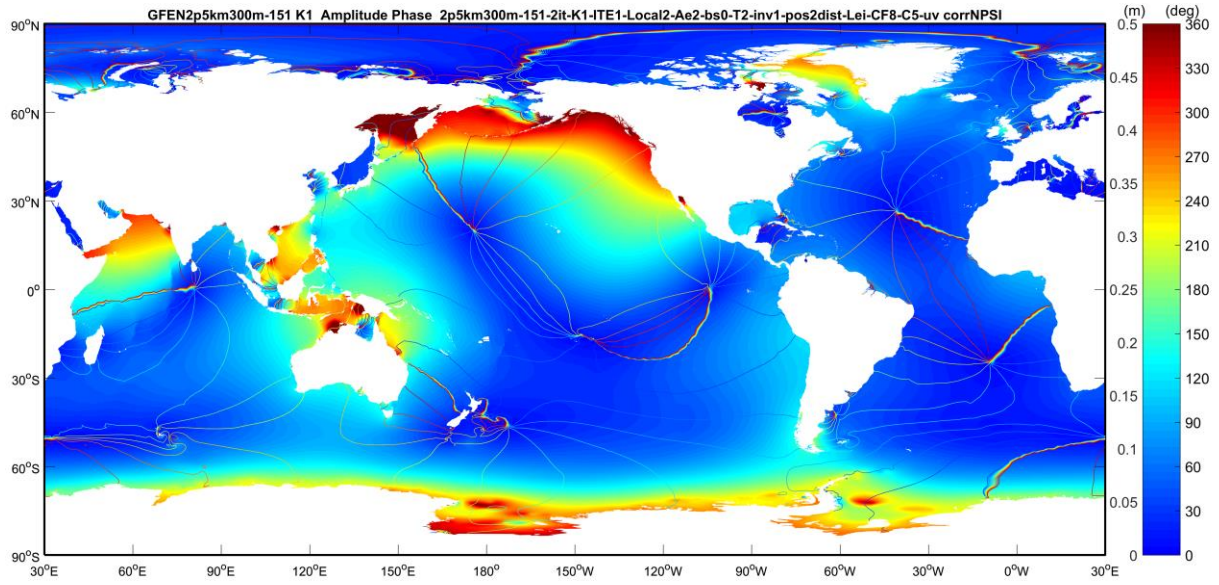 GFEN2p5km300m-151 K1 Amplitude Phase 2p5km300m-151-2it-K1-ITE1-Local2-Ae2-bs0-T2-inv1-pos2dist-Lei-CF8-C5-uv corrNPSI
(m) (deg)
90°N
60°N
30°N
0°
30°S
60°S
90°S
30°E 60°E 90°E 120°E 150°E 180° 150°W 120°W 90°W 60°W 30°W 0° 30°E
0.5
0.45
0.4
0.35
0.3
0.25
0.2
0.15
0.1
0.05
0
360
330
300
270
240
210
180
150
120
90
60
30
0